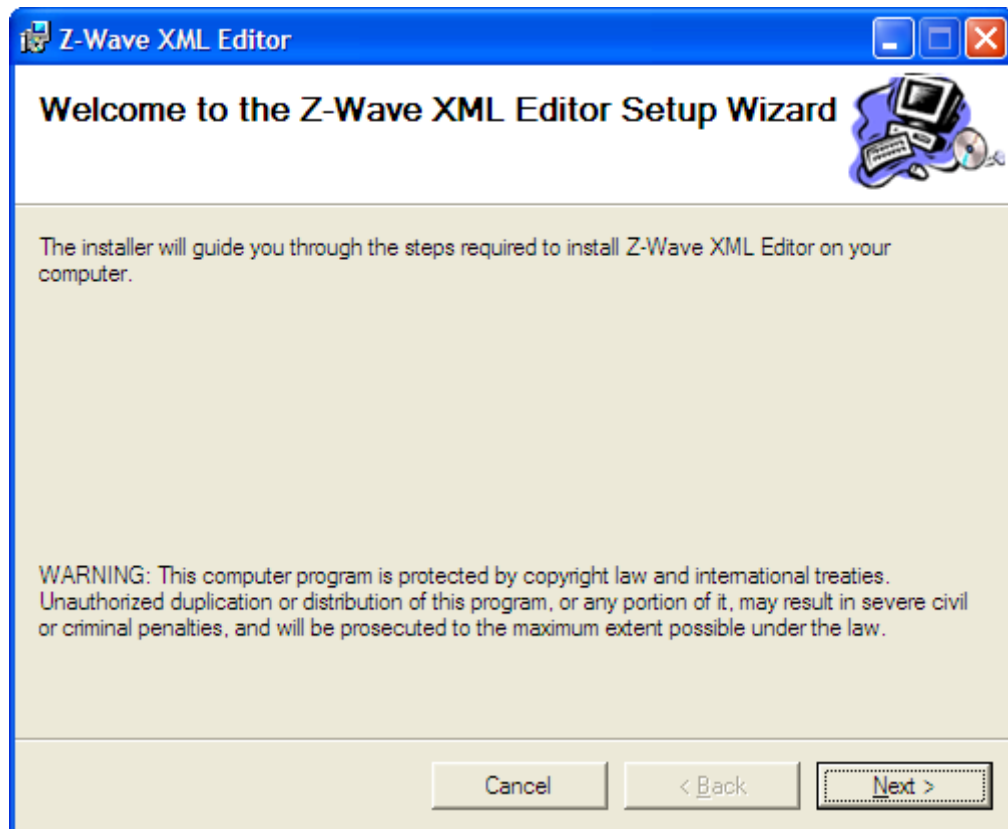 Z-Wave XML Editor
Welcome to the Z-Wave XML Editor Setup Wizard
The installer will guide you through the steps required to install Z-Wave XML Editor on your
computer.
WARNING: This computer program is protected by copyright law and international treaties.
Unauthorized duplication or distribution of this program, or any portion of it, may result in severe civil
or criminal penalties, and will be prosecuted to the maximum extent possible under the law.
Cancel < Back Next >